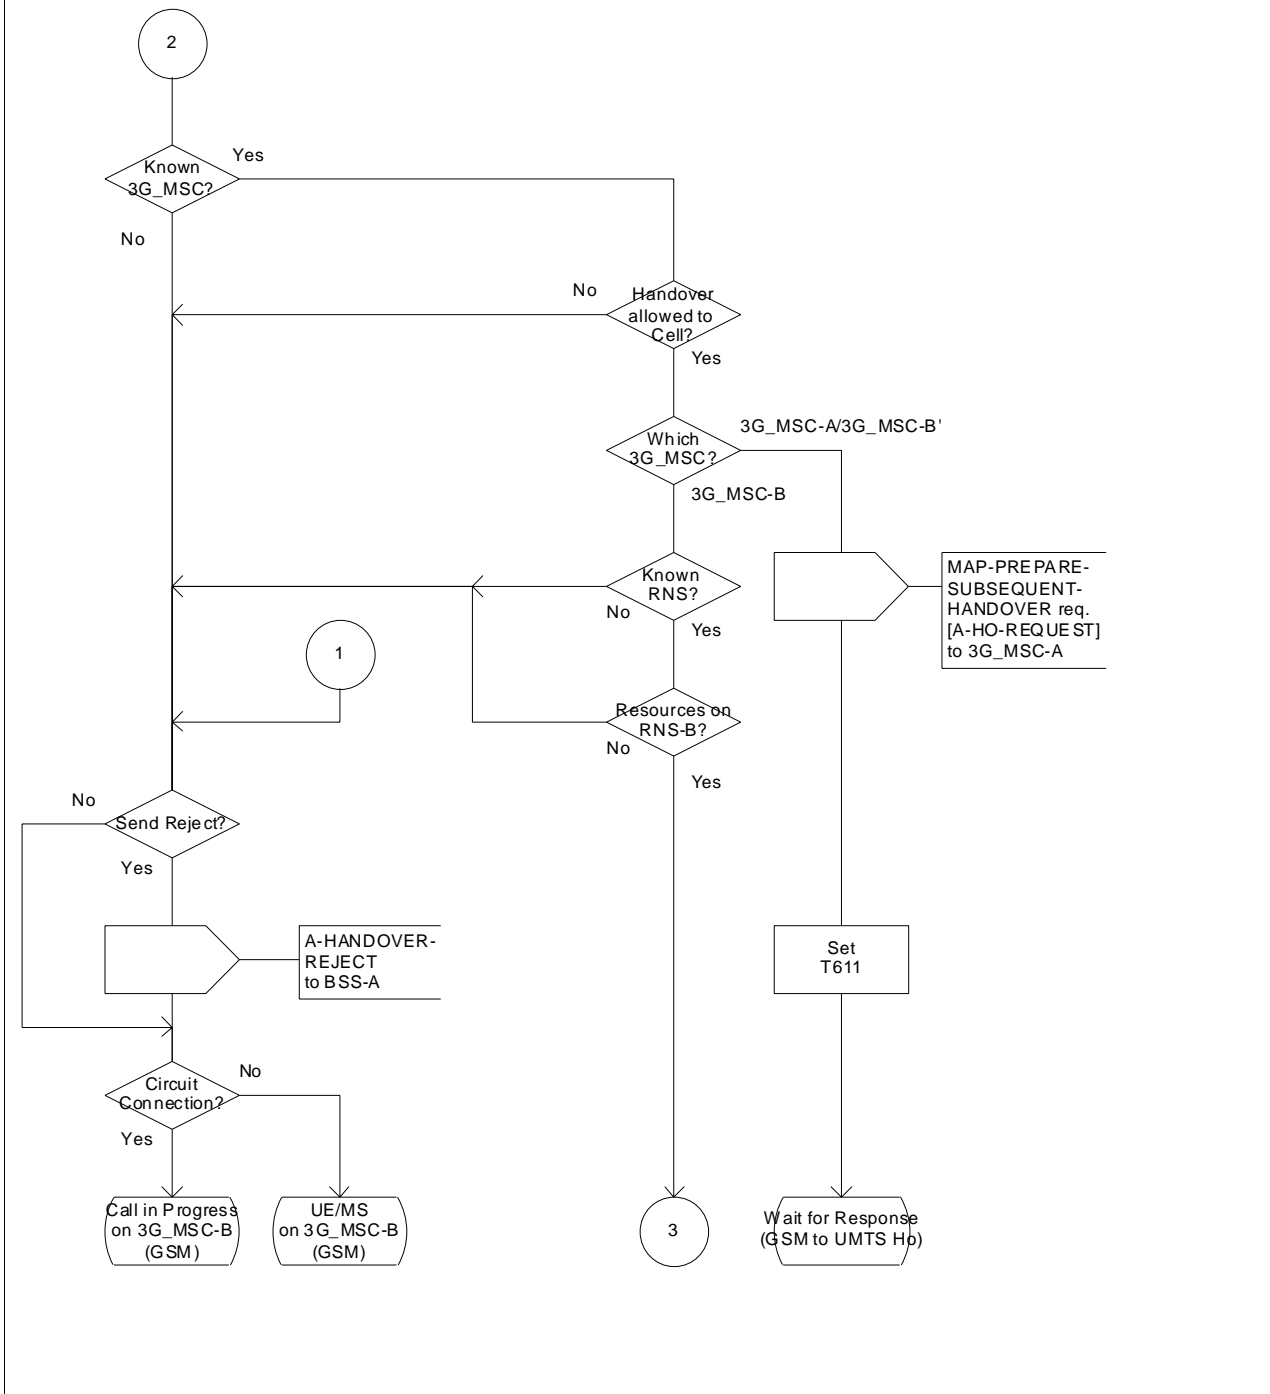 2
Known
3G_MSC?
Yes
No
Handover
allowed to
Cell?
No
Yes
Which
3G_MSC?
3G_MSC-A/3G_MSC-B'
3G_MSC-B
Known
RNS?
No
Yes
MAP-PREPARE-
SUBSEQUENT-
HANDOVER req.
[A-HO-REQUEST]
to 3G_MSC-A
1
Resources on
RNS-B?
No
Yes
No
Send Reject?
Yes
A-HANDOVER-
REJECT
to BSS-A
Set
T611
Circuit
Connection?
No
Yes
Call in Progress
on 3G_MSC-B
(GSM)
UE/MS
on 3G_MSC-B
(GSM)
3
Wait for Response
(GSM to UMTS Ho)